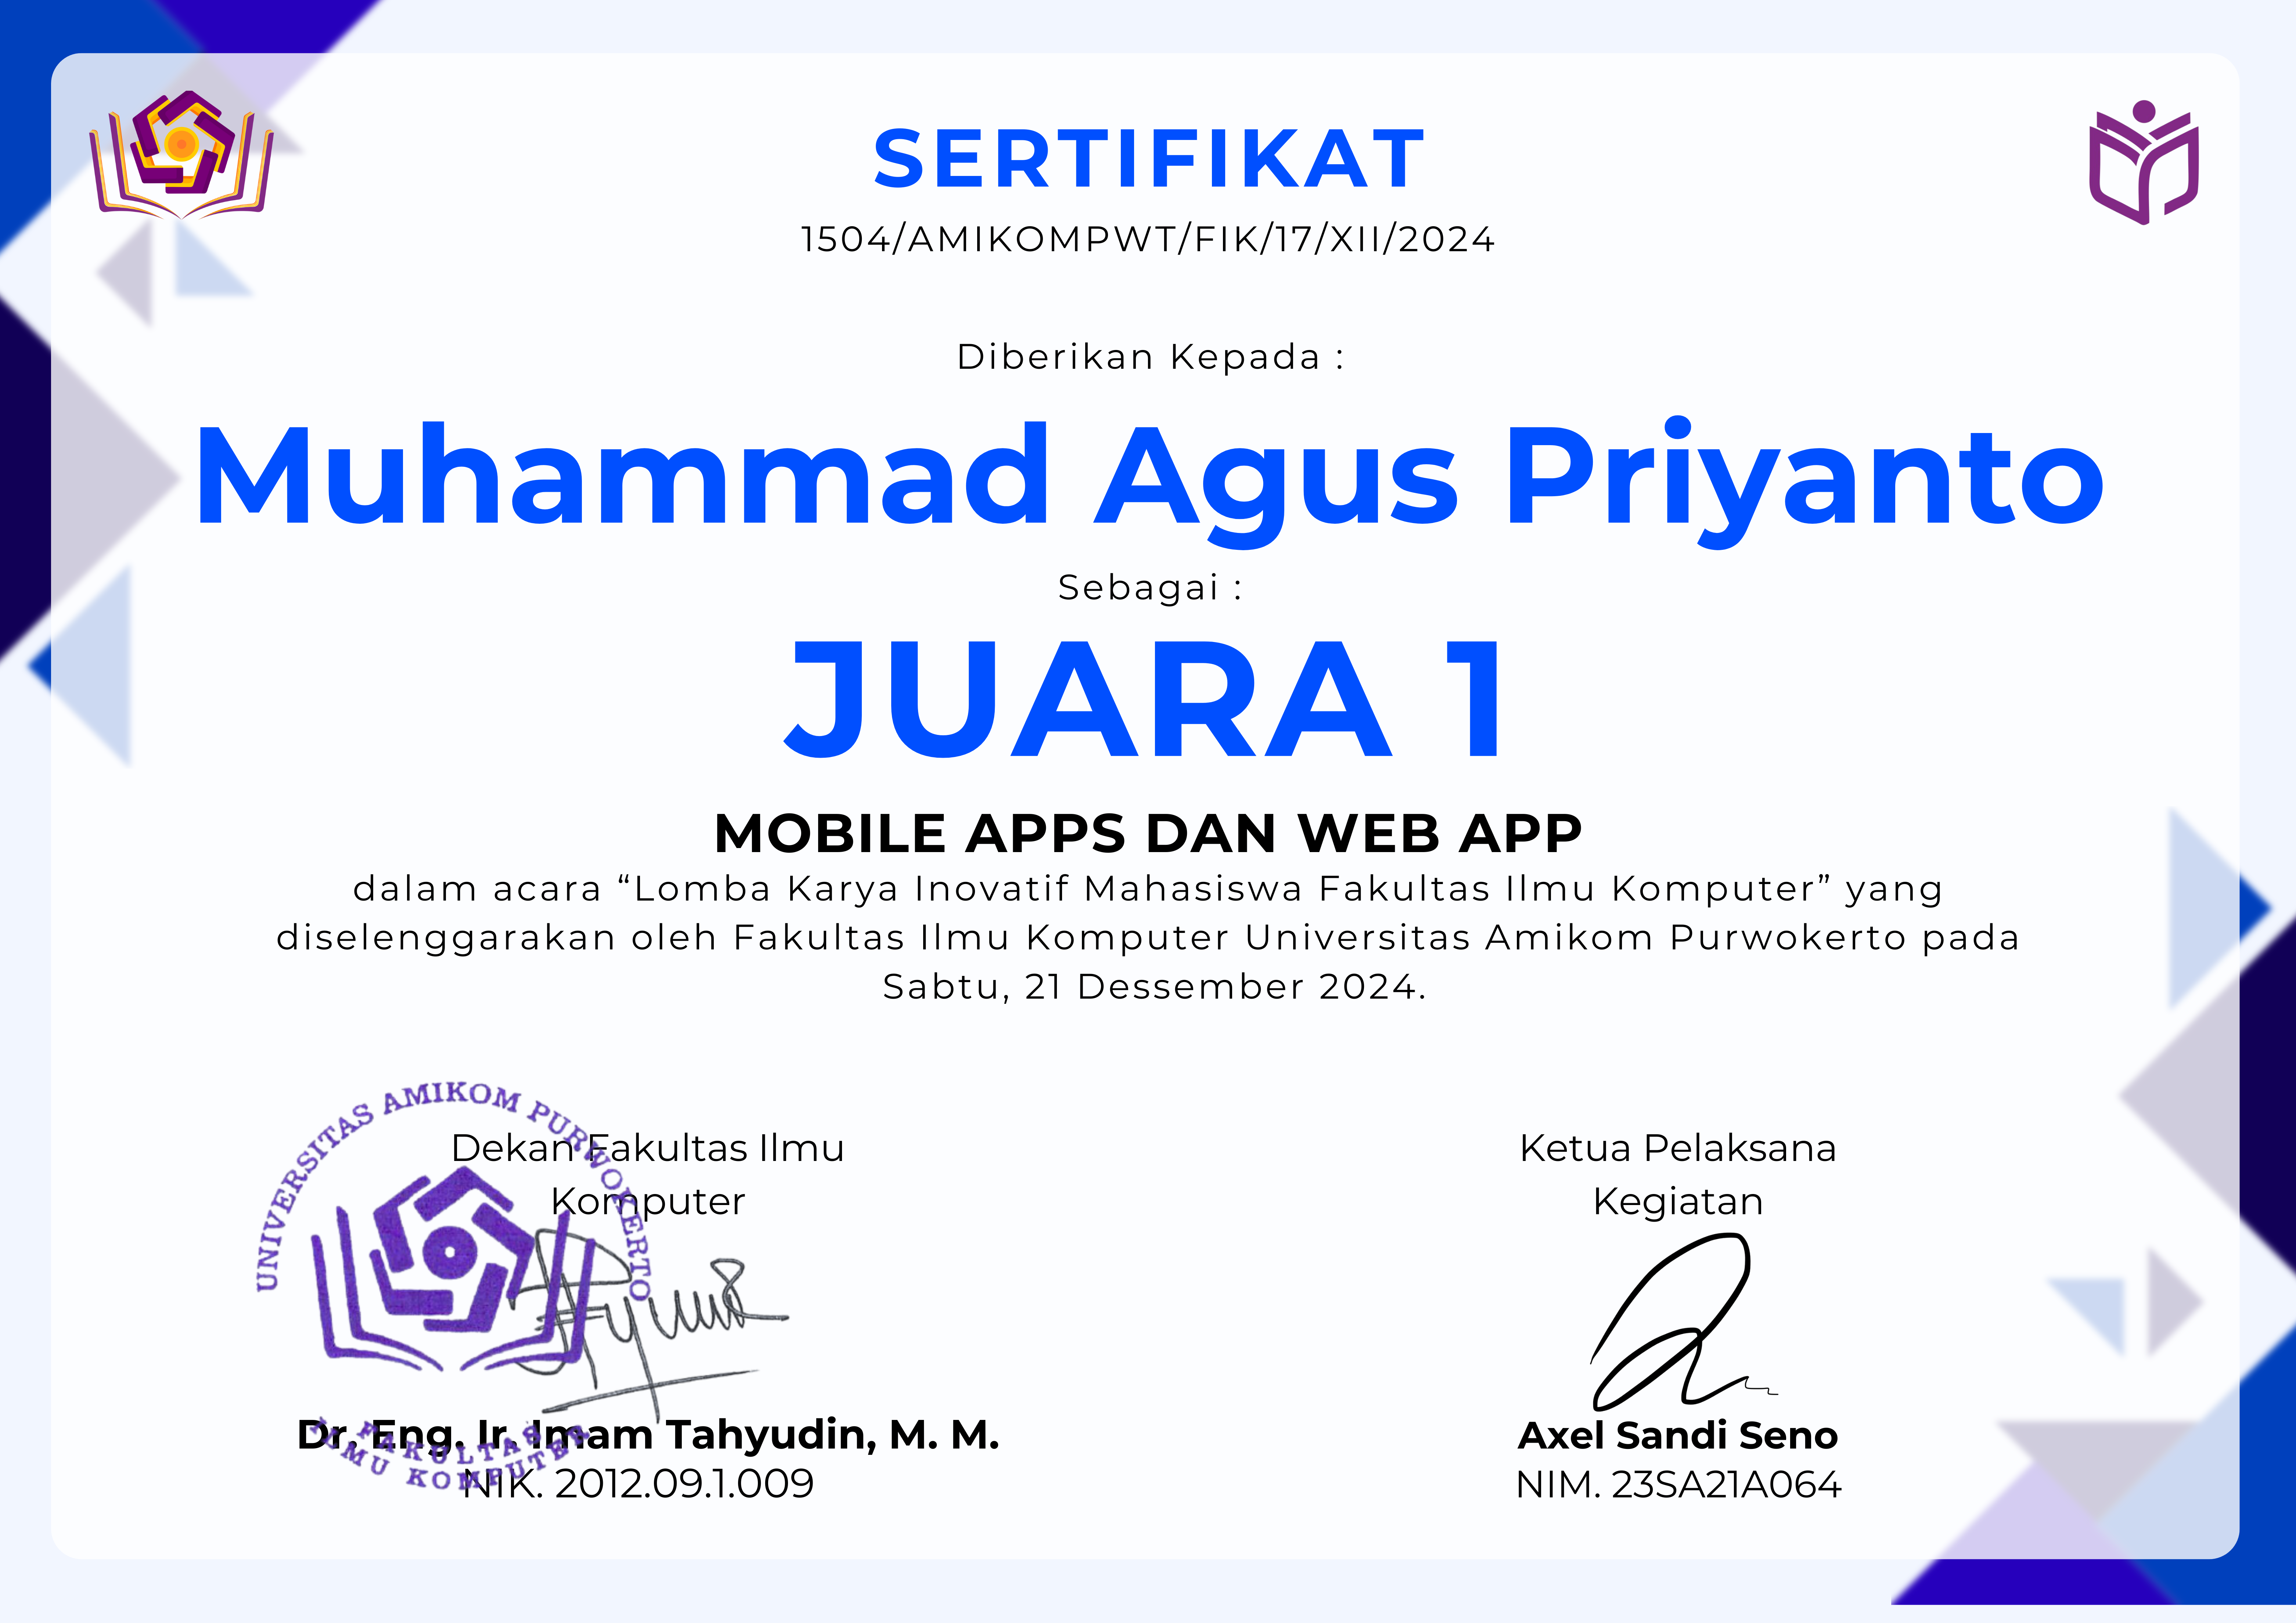 SERTIFIKAT
1504/AMIKOMPWT/FIK/17/XII/2024
Diberikan Kepada :
Muhammad Agus Priyanto
Sebagai :
JUARA 1
MOBILE APPS DAN WEB APP
dalam acara “Lomba Karya Inovatif Mahasiswa Fakultas Ilmu Komputer” yang
diselenggarakan oleh Fakultas Ilmu Komputer Universitas Amikom Purwokerto pada
Sabtu, 21 Dessember 2024.
UNIVERSITAS AMIKOM PURWOKERTO
Dekan Fakultas Ilmu
Komputer
Dr. Eng. Ir. Imam Tahyudin, M. M.
NIK. 2012.09.1.009
FAKULTAS
ILMU KOMPUTER
Ketua Pelaksana
Kegiatan
Axel Sandi Seno
NIM. 23SA21A064